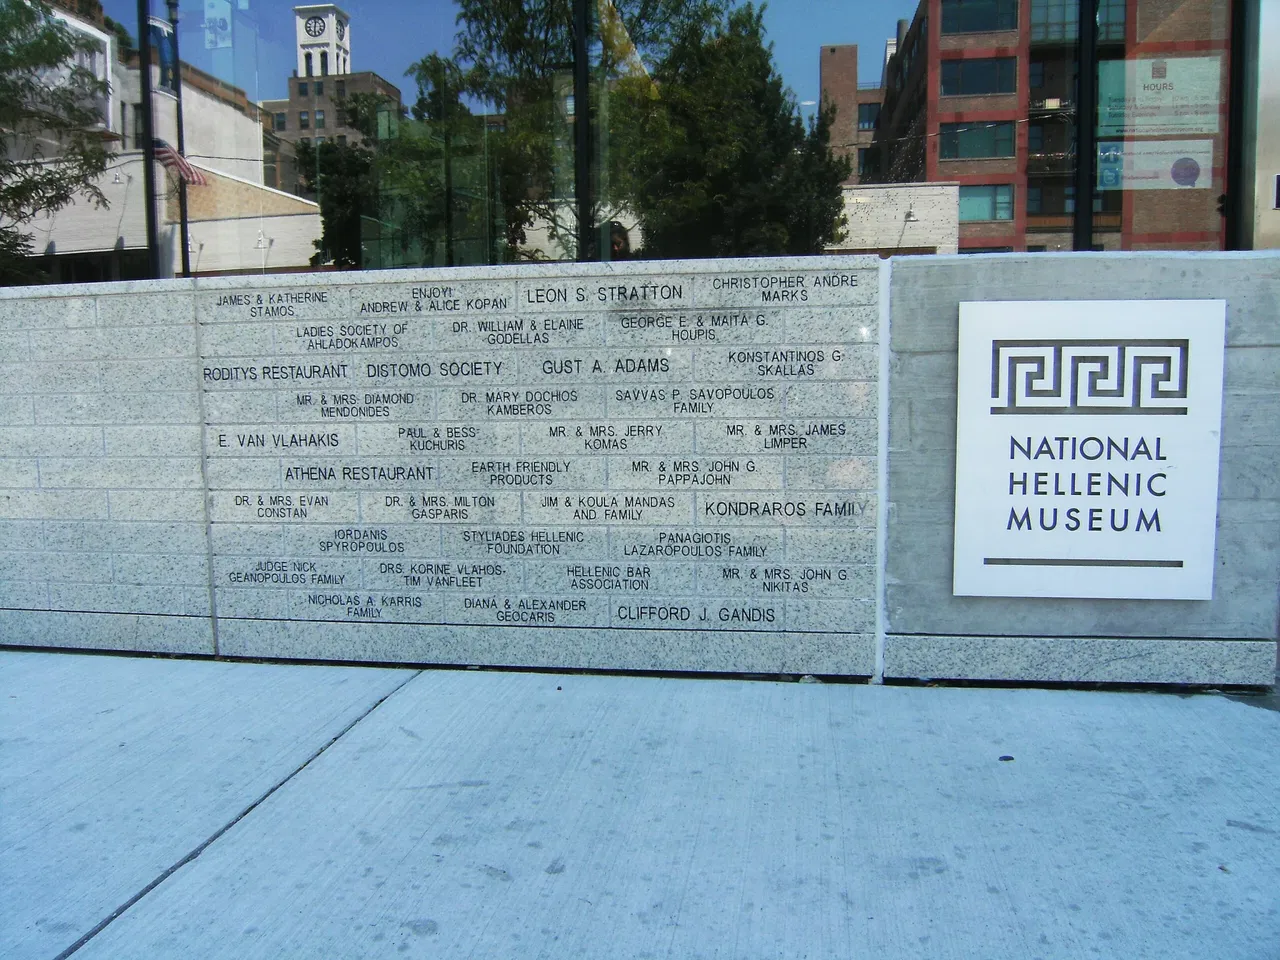 HOURS
JAMES & KATHERINE
STAMOS
ENJOY!
ANDREW & ALICE KOPAN
LEON S. STRATTON
CHRISTOPHER ANDRE
MARKS
LADIES SOCIETY OF
AHLADOKAMPOS
DR. WILLIAM & ELAINE
GODELLAS
GEORGE E. & MAITA G.
HOUPIS
RODITYS RESTAURANT
DISTOMO SOCIETY
GUST A. ADAMS
KONSTANTINOS G.
SKALLAS
MR. & MRS. DIAMOND
MENDONIDES
DR. MARY DOCHIOS
KAMBEROS
SAVVAS P. SAVOPOULOS
FAMILY
E. VAN VLAHAKIS
PAUL & BESS
KUCHURIS
MR. & MRS. JERRY
KOMAS
MR. & MRS. JAMES
LIMPER
ATHENA RESTAURANT
EARTH FRIENDLY
PRODUCTS
MR. & MRS. JOHN G.
PAPPAJOHN
DR. & MRS. EVAN
CONSTAN
DR. & MRS. MILTON
GASPARIS
JIM & KOULA MANDAS
AND FAMILY
KONDRAROS FAMILY
IORDANIS
SPYROPOULOS
STYLIADES HELLENIC
FOUNDATION
PANAGIOTIS
LAZAROPOULOS FAMILY
JUDGE NICK
GEANOPOULOS FAMILY
DRS. KORINE VLAHOS-
TIM VANFLEET
HELLENIC BAR
ASSOCIATION
MR. & MRS. JOHN G.
NIKITAS
NICHOLAS A. KARRIS
FAMILY
DIANA & ALEXANDER
GEOCARIS
CLIFFORD J. GANDIS
NATIONAL
HELLENIC
MUSEUM